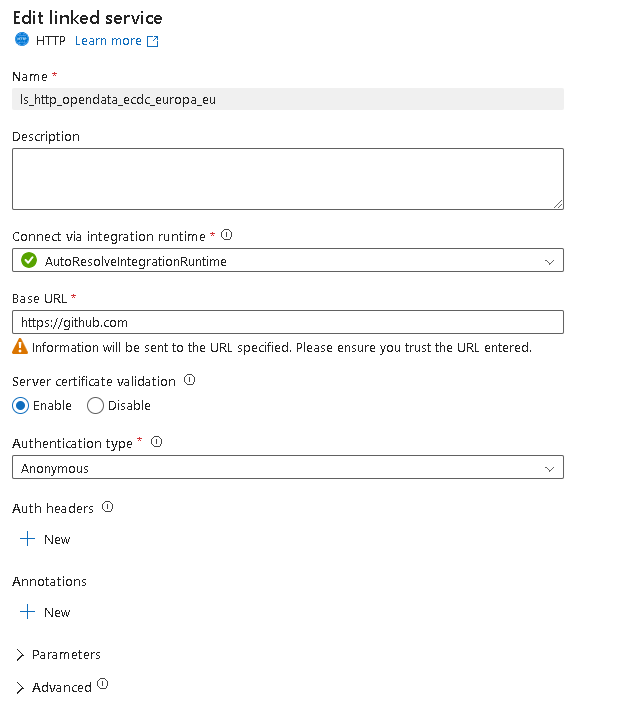 Edit linked service
HTTP Learn more
Name *
ls_http_opendata_ecdc_europa_eu
Description
Connect via integration runtime *
AutoResolveIntegrationRuntime
Base URL *
https://github.com
Information will be sent to the URL specified. Please ensure you trust the URL entered.
Server certificate validation
Enable Disable
Authentication type *
Anonymous
Auth headers
New
Annotations
New
Parameters
Advanced